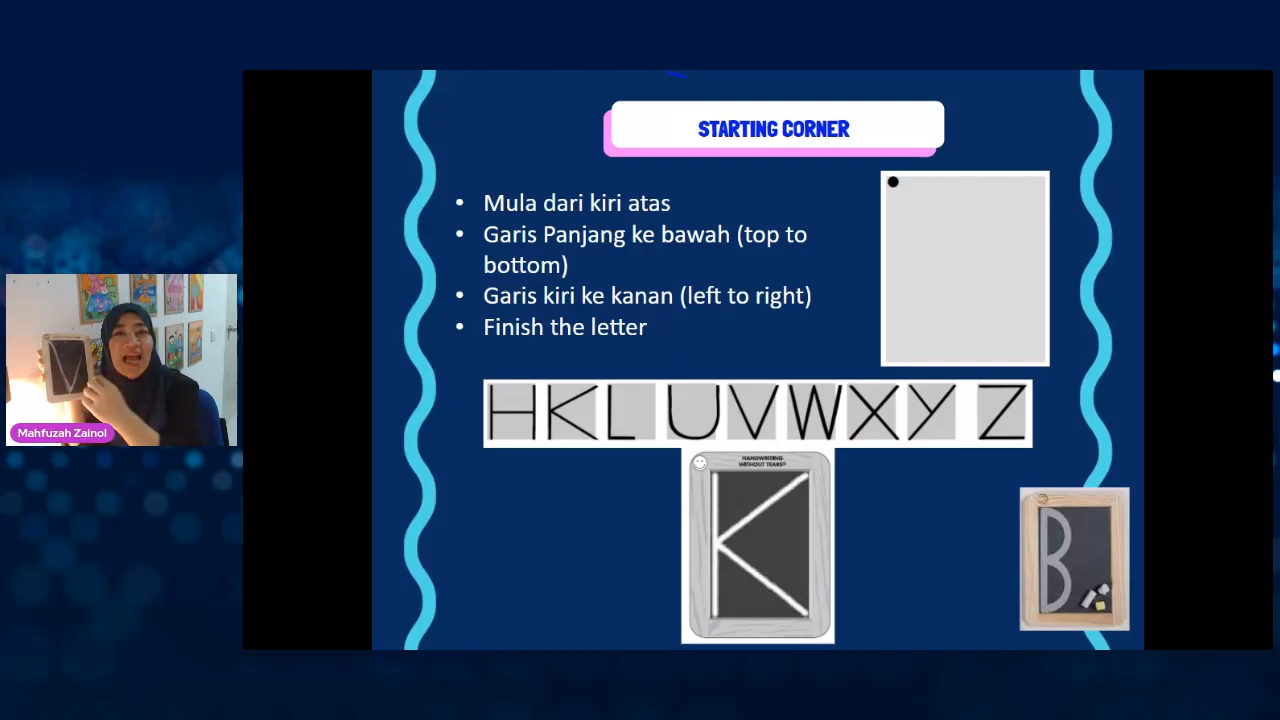 STARTING CORNER
• Mula dari kiri atas
• Garis Panjang ke bawah (top to
bottom)
• Garis kiri ke kanan (left to right)
• Finish the letter
H K L U V W X Y Z
HANDWRITING
WITHOUT TEARS®
K
B
V
Mahfuzah Zainol